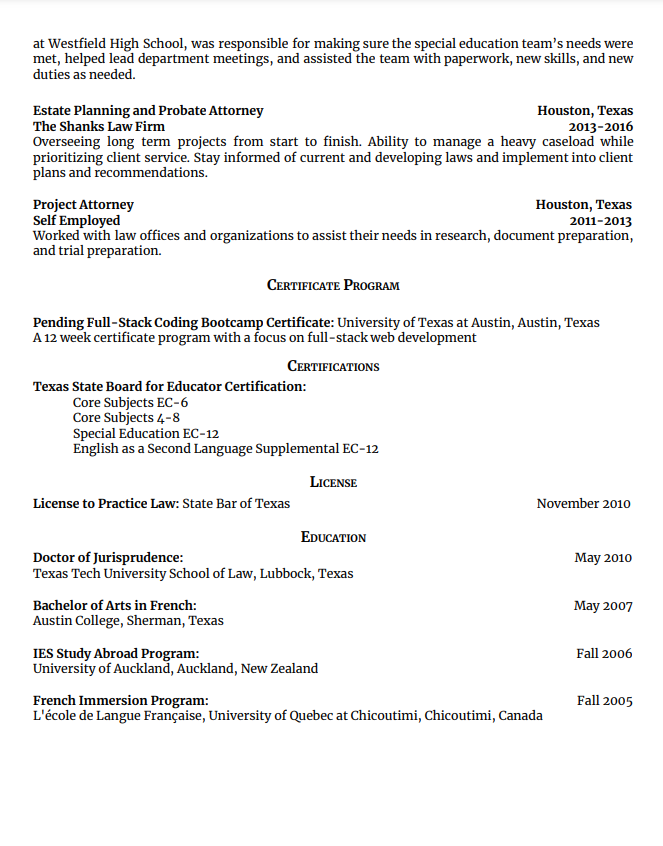 at Westfield High School, was responsible for making sure the special education team’s needs were
met, helped lead department meetings, and assisted the team with paperwork, new skills, and new
duties as needed.
Estate Planning and Probate Attorney Houston, Texas
The Shanks Law Firm 2013-2016
Overseeing long term projects from start to finish. Ability to manage a heavy caseload while
prioritizing client service. Stay informed of current and developing laws and implement into client
plans and recommendations.
Project Attorney Houston, Texas
Self Employed 2011-2013
Worked with law offices and organizations to assist their needs in research, document preparation,
and trial preparation.
Certificate Program
Pending Full-Stack Coding Bootcamp Certificate: University of Texas at Austin, Austin, Texas
A 12 week certificate program with a focus on full-stack web development
Certifications
Texas State Board for Educator Certification:
Core Subjects EC-6
Core Subjects 4-8
Special Education EC-12
English as a Second Language Supplemental EC-12
License
License to Practice Law: State Bar of Texas November 2010
Education
Doctor of Jurisprudence: May 2010
Texas Tech University School of Law, Lubbock, Texas
Bachelor of Arts in French: May 2007
Austin College, Sherman, Texas
IES Study Abroad Program: Fall 2006
University of Auckland, Auckland, New Zealand
French Immersion Program: Fall 2005
L'école de Langue Française, University of Quebec at Chicoutimi, Chicoutimi, Canada